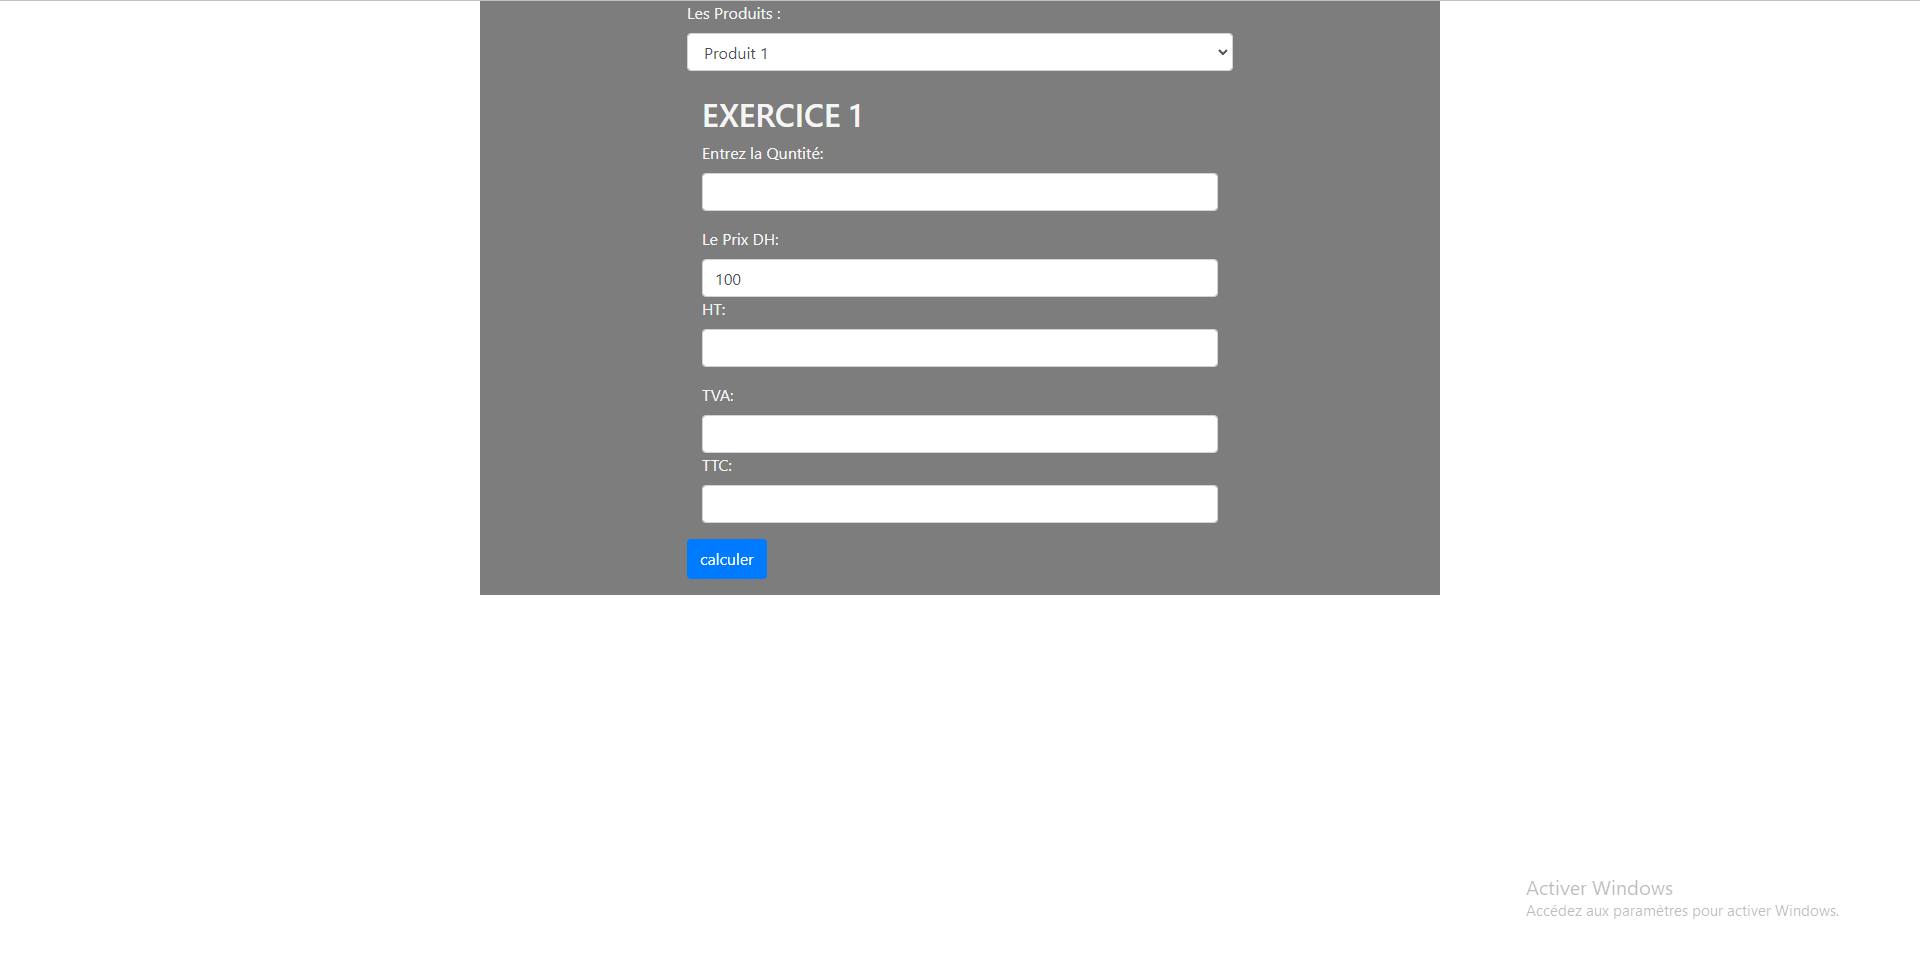 Les Produits :
Produit 1
EXERCICE 1
Entrez la Quntité:
Le Prix DH:
100
HT:
TVA:
TTC:
calculer
Activer Windows
Accédez aux paramètres pour activer Windows.